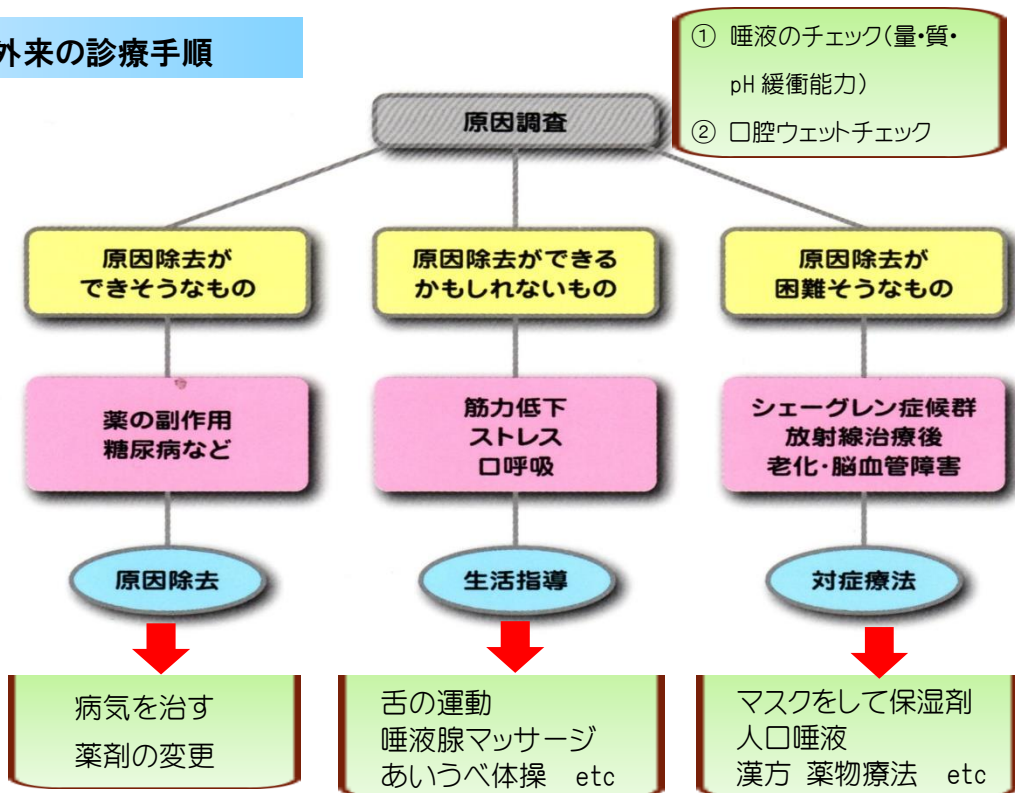 外来の診療手順
① 唾液のチェック(量・質・
pH 緩衝能力)
② 口腔ウェットチェック
原因調査
原因除去が
できそうなもの
原因除去ができる
かもしれないもの
原因除去が
困難そうなもの
薬の副作用
糖尿病など
筋力低下
ストレス
口呼吸
シェーグレン症候群
放射線治療後
老化・脳血管障害
原因除去
生活指導
対症療法
病気を治す
薬剤の変更
舌の運動
唾液腺マッサージ
あいうべ体操 etc
マスクをして保湿剤
人口唾液
漢方 薬物療法 etc